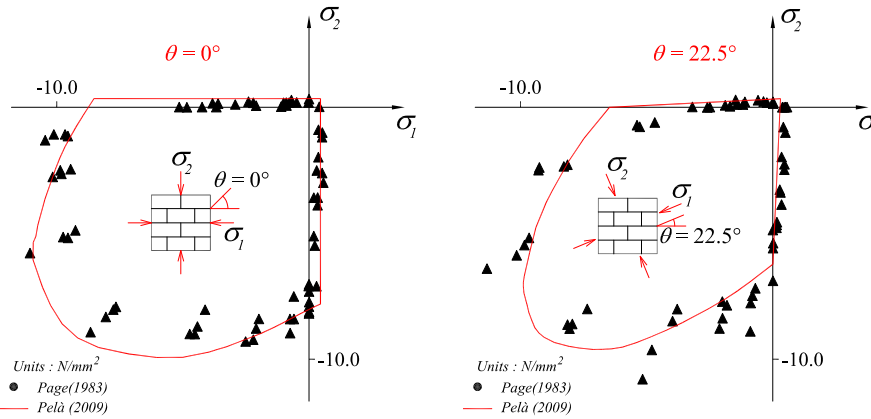 σ2
θ = 0°
-10.0
σ1
σ2
θ = 0°
σ1
-10.0
Units : N/mm²
Page(1983)
Pelà (2009)
σ2
θ = 22.5°
-10.0
σ
σ2
σ1
θ = 22.5°
-10.0
Units : N/mm²
Page(1983)
Pelà (2009)